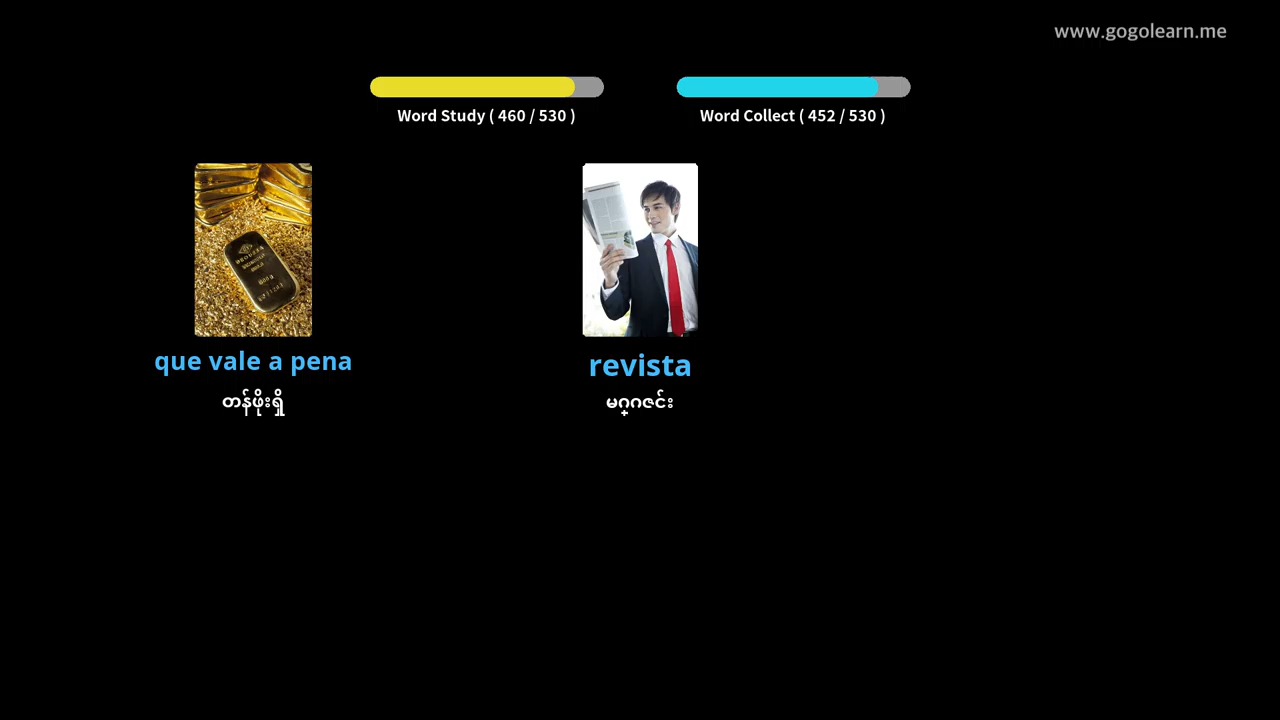 www.gogolearn.me
Word Study ( 460 / 530 )
Word Collect ( 452 / 530 )
que vale a pena
revista
တန်ဖိုးရှိ
မဂ္ဂဇင်း